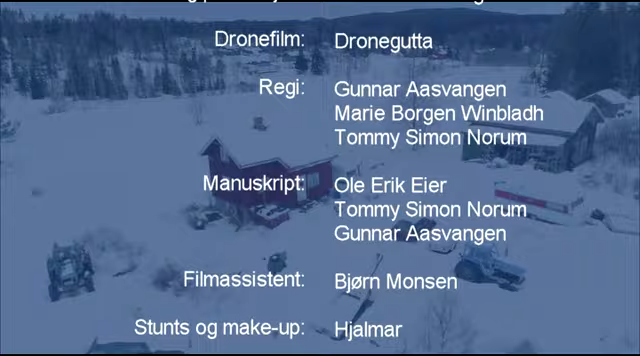 Dronefilm: Dronegutta
Regi: Gunnar Aasvangen
Marie Borgen Winbladh
Tommy Simon Norum
Manuskript: Ole Erik Eier
Tommy Simon Norum
Gunnar Aasvangen
Filmassistent: Bjørn Monsen
Stunts og make-up: Hjalmar